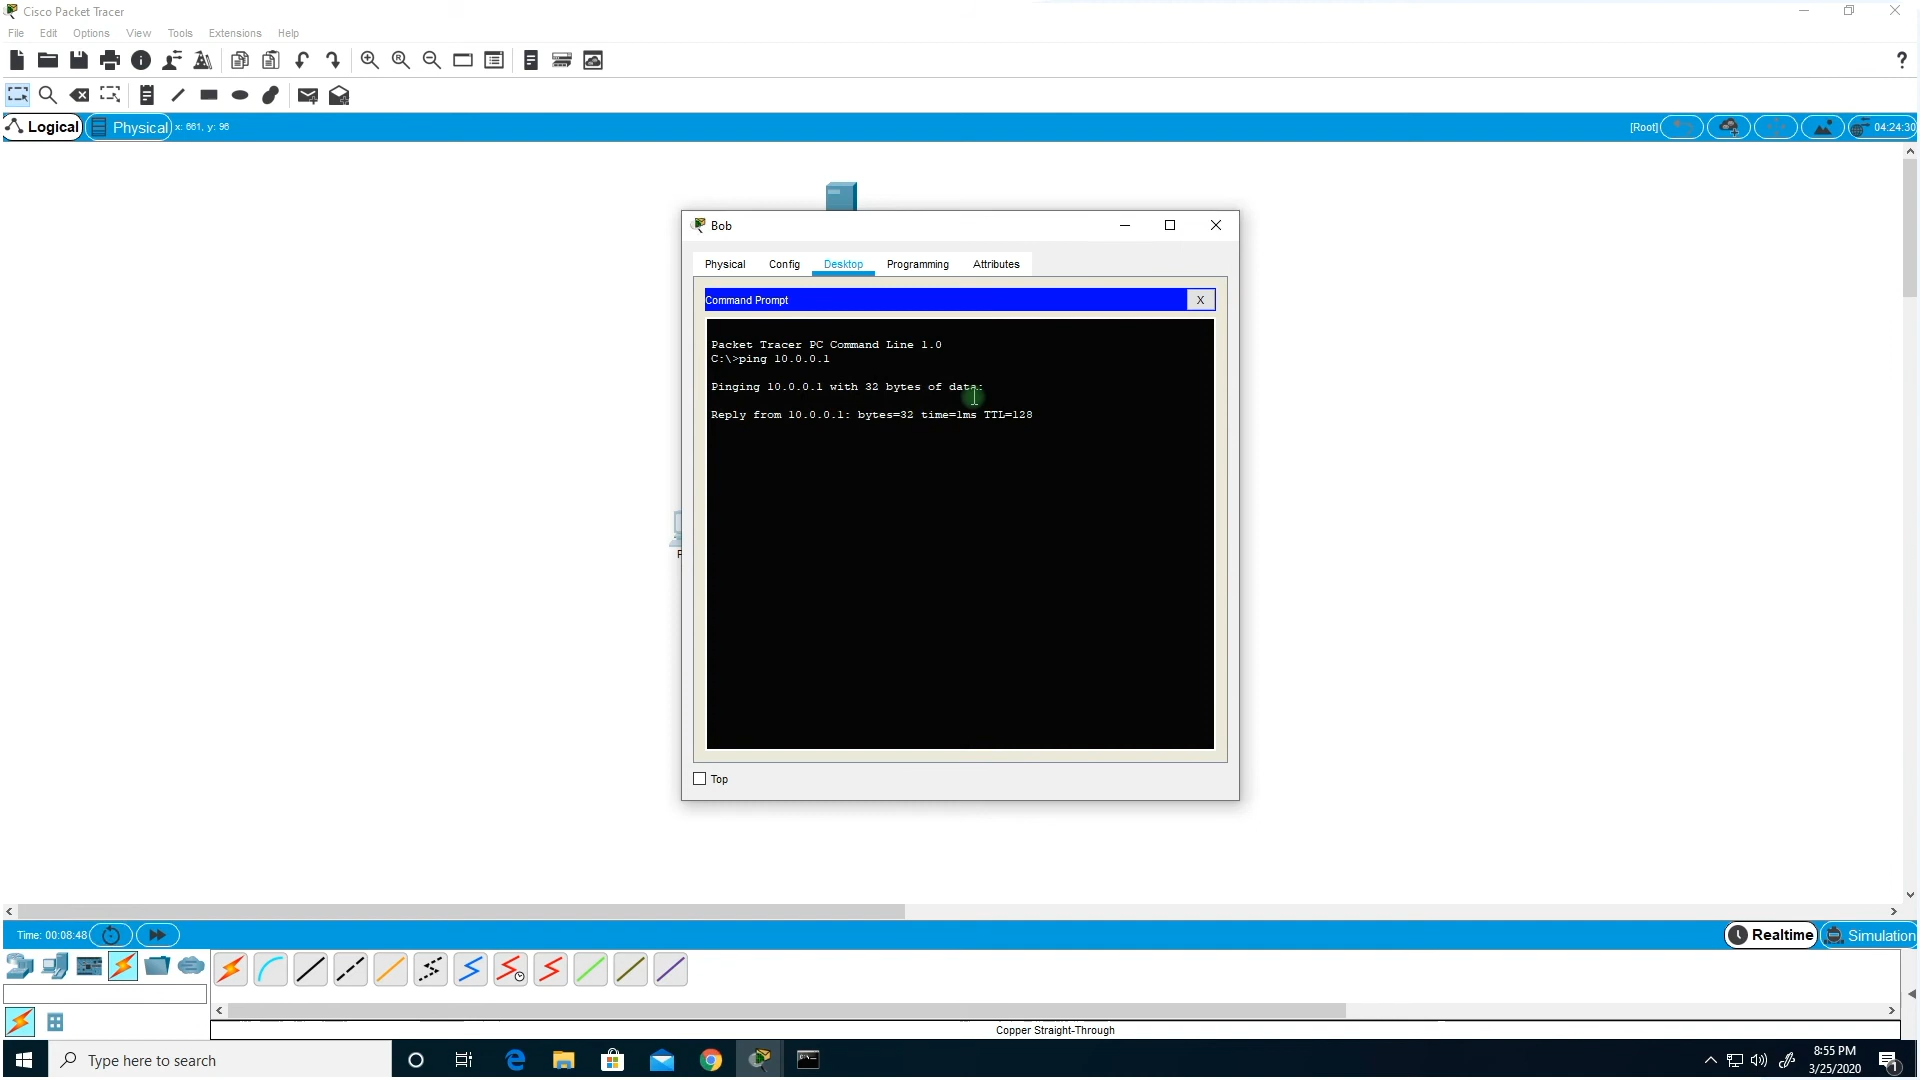 Cisco Packet Tracer
File Edit Options View Tools Extensions Help
?
Logical Physical x: 661, y: 96 [Root] 04:24:30
Bob
Physical Config Desktop Programming Attributes
Command Prompt X
Packet Tracer PC Command Line 1.0
C:\>ping 10.0.0.1
Pinging 10.0.0.1 with 32 bytes of data:
Reply from 10.0.0.1: bytes=32 time=1ms TTL=128
Top
Time: 00:08:48 Realtime Simulation
Copper Straight-Through
Type here to search
8:55 PM
3/25/2020
1